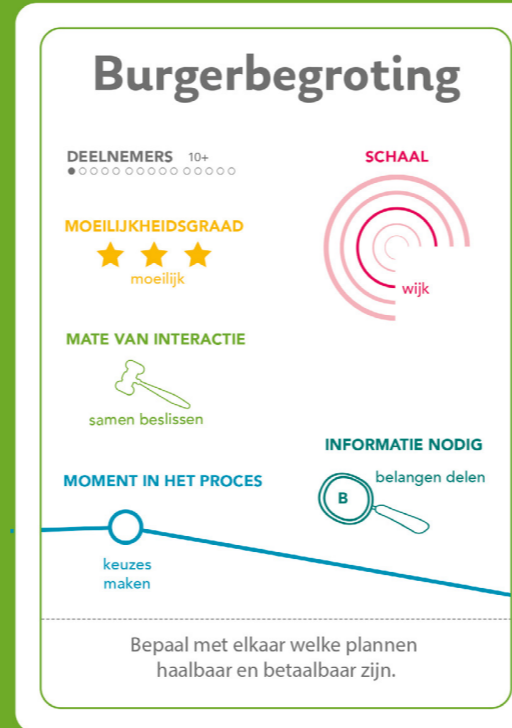 Burgerbegroting
DEELNEMERS 10+
SCHAAL
wijk
MOEILIJKHEIDSGRAAD
moeilijk
MATE VAN INTERACTIE
samen beslissen
INFORMATIE NODIG
belangen delen
B
MOMENT IN HET PROCES
keuzes
maken
Bepaal met elkaar welke plannen
haalbaar en betaalbaar zijn.